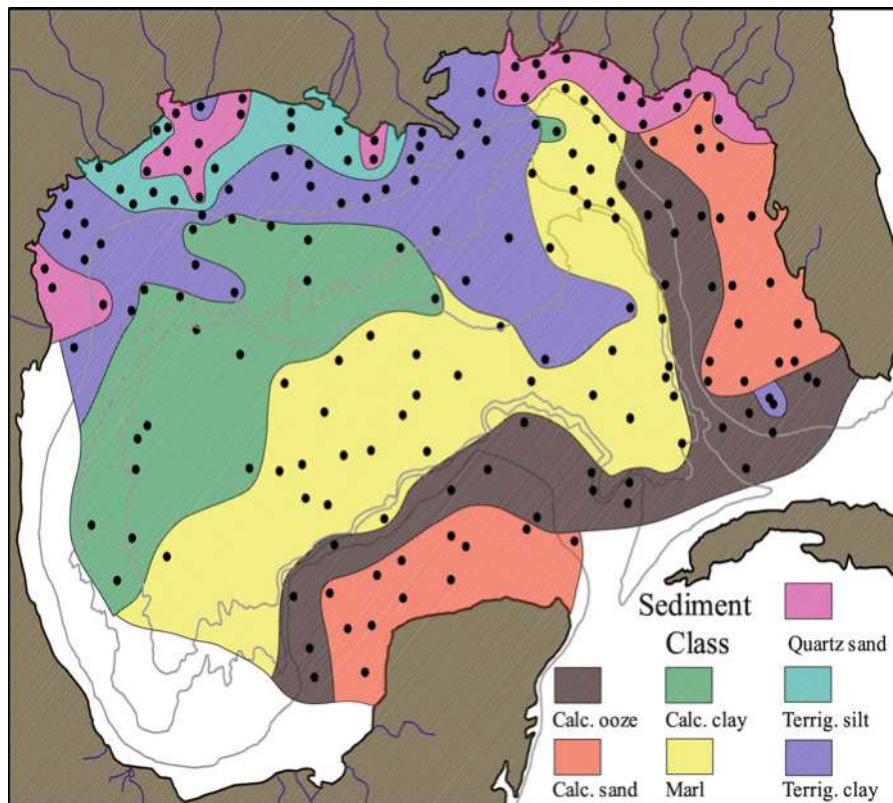 Sediment
Class
Quartz sand
Calc. ooze
Calc. clay
Terrig. silt
Calc. sand
Marl
Terrig. clay